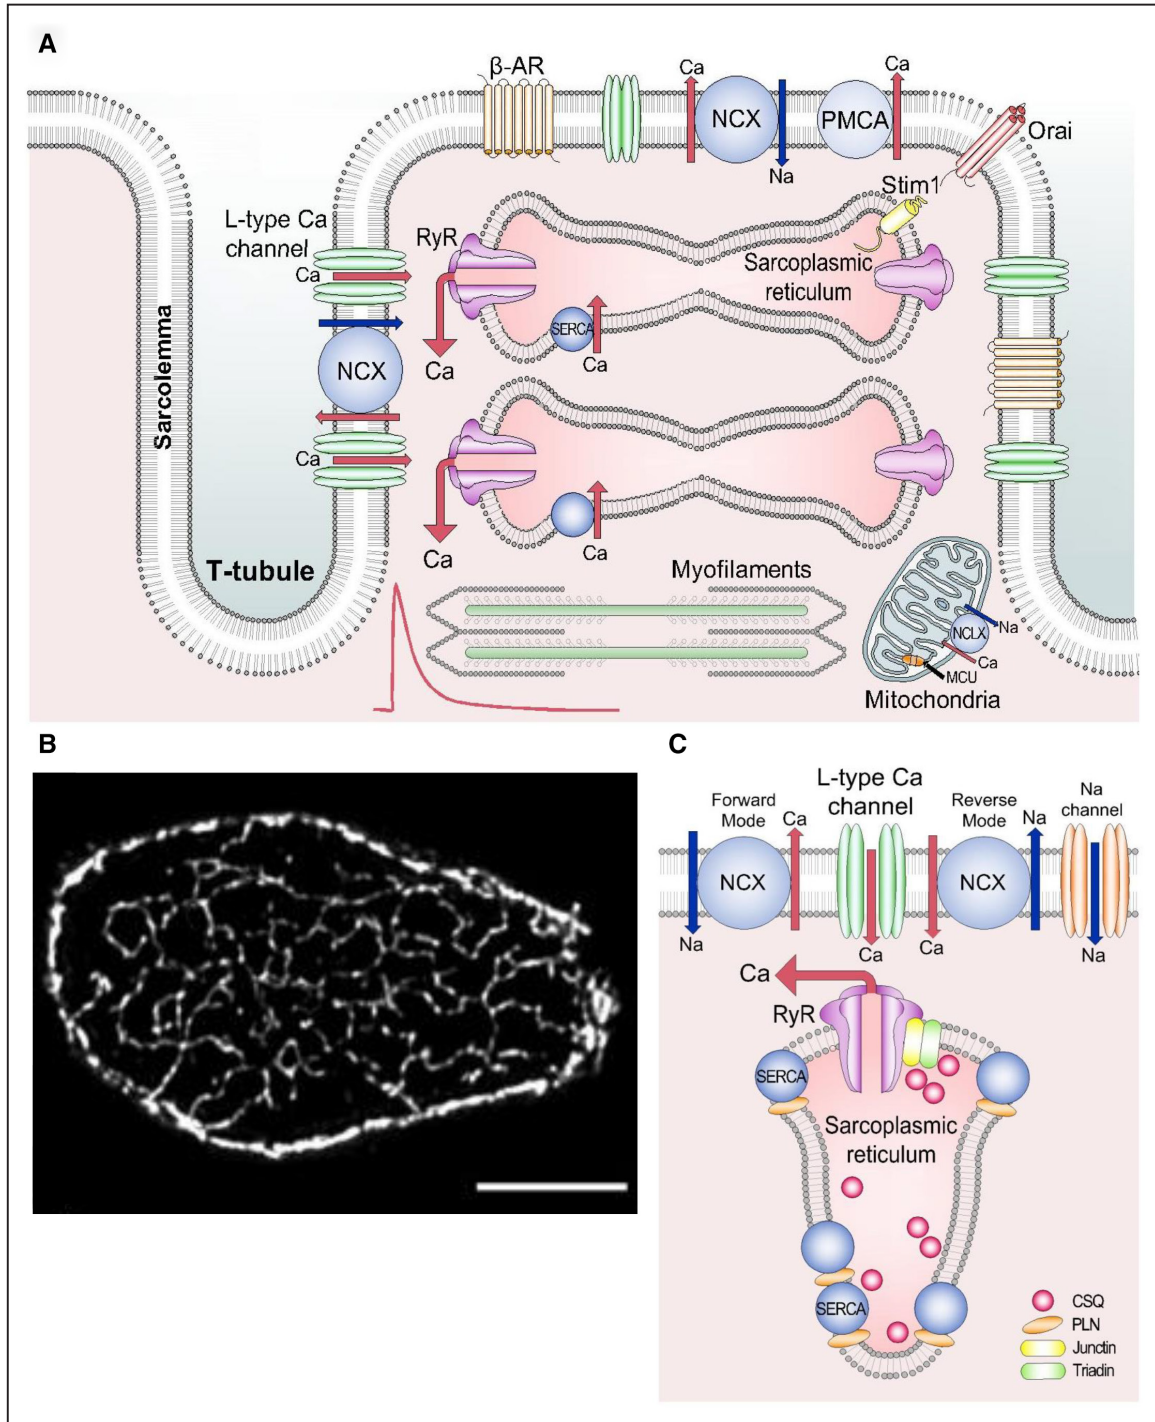 A
β-AR
Ca
NCX
Na
PMCA
Ca
Orai
Stim1
L-type Ca
channel
Ca
RyR
Sarcoplasmic
reticulum
SERCA
Ca
Ca
NCX
Sarcolemma
Ca
Ca
Ca
T-tubule
Myofilaments
NCLX
Na
Ca
MCU
Mitochondria
B
C
L-type Ca
channel
Forward
Mode
Ca
Reverse
Mode
Na
Na
channel
NCX
NCX
Na
Ca
Ca
Na
Ca
RyR
SERCA
Sarcoplasmic
reticulum
SERCA
CSQ
PLN
Junctin
Triadin